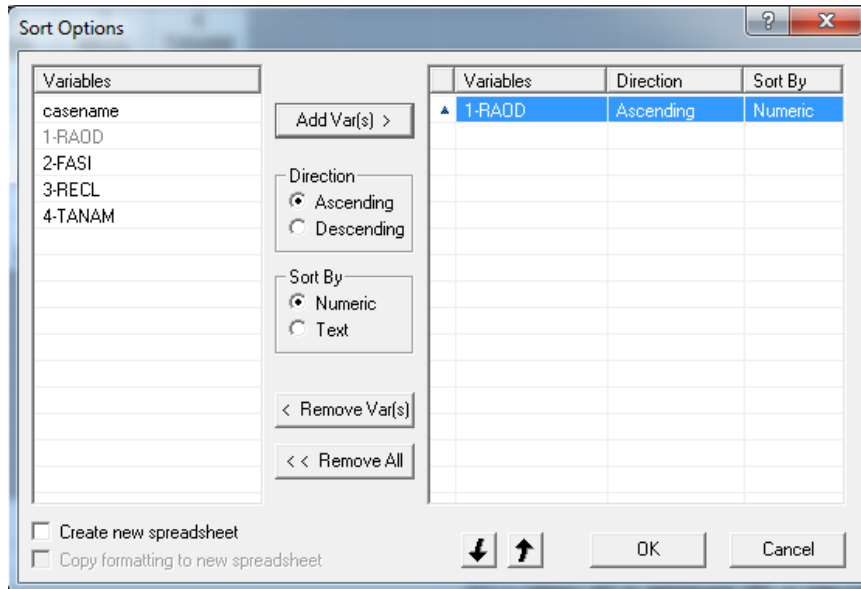 Sort Options
Variables
casename
1-RAOD
2-FASI
3-RECL
4-TANAM
Add Var(s) >
Direction
Ascending
Descending
Sort By
Numeric
Text
< Remove Var(s)
< < Remove All
Variables Direction Sort By
1-RAOD Ascending Numeric
Create new spreadsheet
Copy formatting to new spreadsheet
OK
Cancel